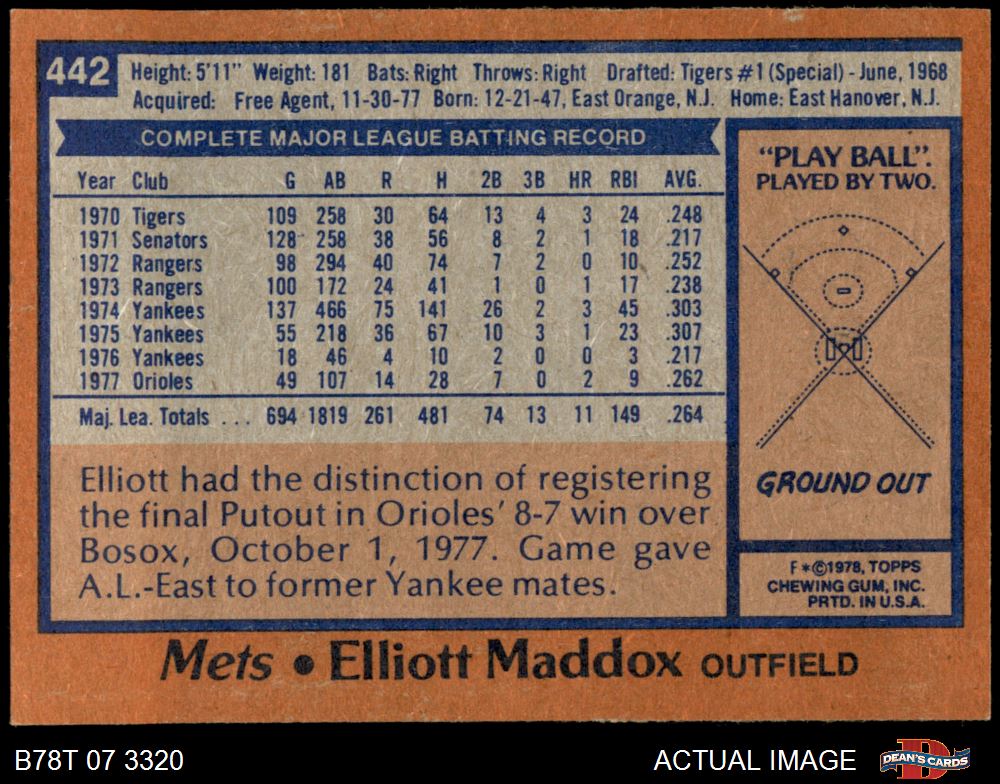 442
Height: 5'11" Weight: 181 Bats: Right Throws: Right Drafted: Tigers #1 (Special) - June, 1968
Acquired: Free Agent, 11-30-77 Born: 12-21-47, East Orange, N.J. Home: East Hanover, N.J.
COMPLETE MAJOR LEAGUE BATTING RECORD
Year Club G AB R H 2B 3B HR RBI AVG.
1970 Tigers 109 258 30 64 13 4 3 24 .248
1971 Senators 128 258 38 56 8 2 1 18 .217
1972 Rangers 98 294 40 74 7 2 0 10 .252
1973 Rangers 100 172 24 41 1 0 1 17 .238
1974 Yankees 137 466 75 141 26 2 3 45 .303
1975 Yankees 55 218 36 67 10 3 1 23 .307
1976 Yankees 18 46 4 10 2 0 0 3 .217
1977 Orioles 49 107 14 28 7 0 2 9 .262
Maj. Lea. Totals ... 694 1819 261 481 74 13 11 149 .264
Elliott had the distinction of registering
the final Putout in Orioles' 8-7 win over
Bosox, October 1, 1977. Game gave
A.L.-East to former Yankee mates.
"PLAY BALL".
PLAYED BY TWO.
GROUND OUT
F*©1978, TOPPS
CHEWING GUM, INC.
PRTD. IN U.S.A.
Mets • Elliott Maddox OUTFIELD
B78T 07 3320
ACTUAL IMAGE
D
DEAN'S CARDS